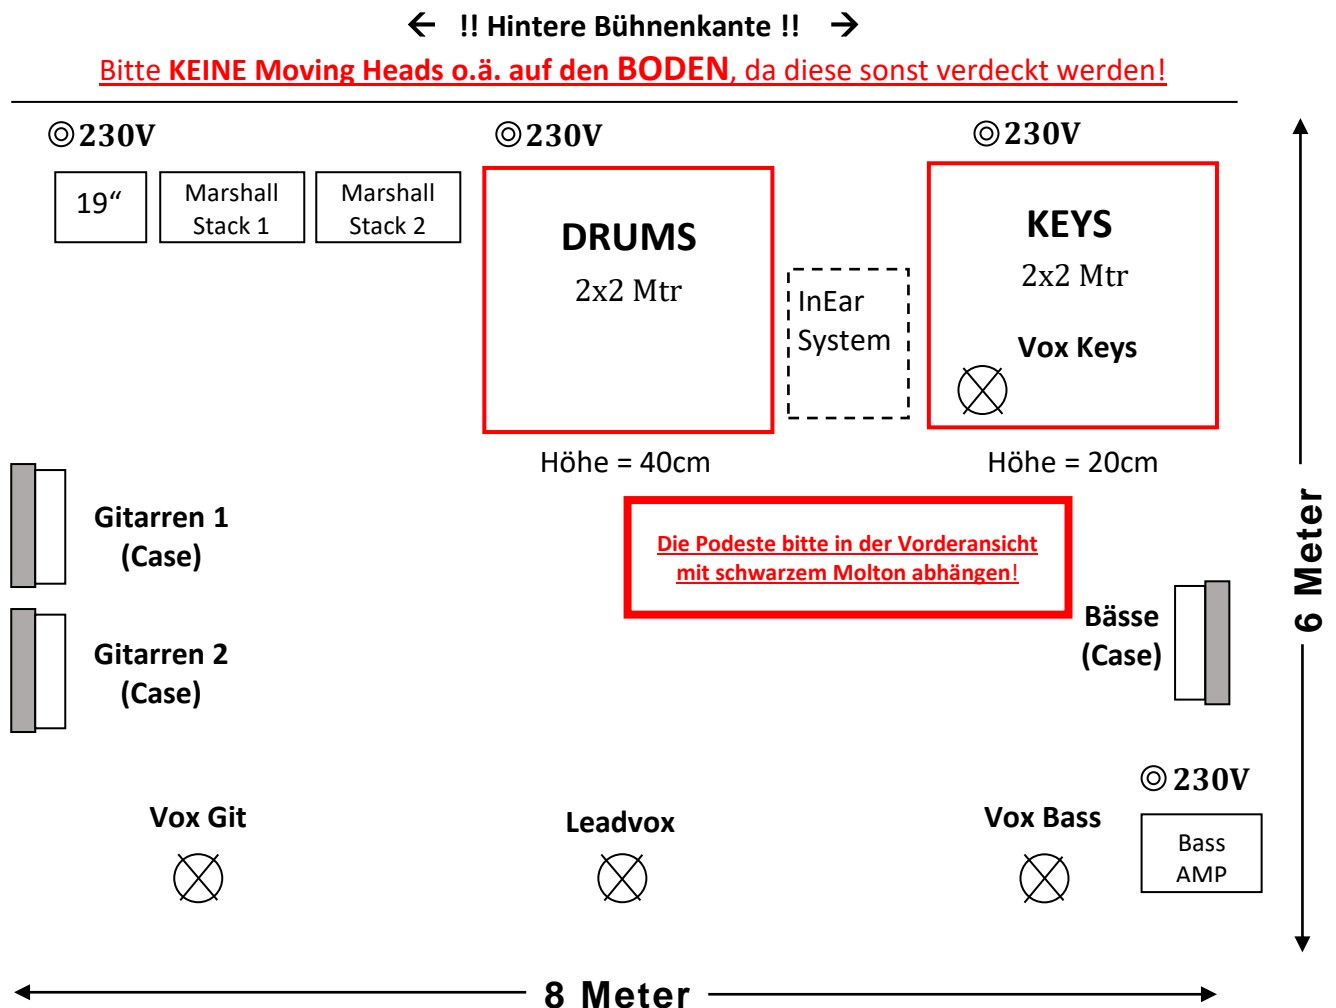 ← !! Hintere Bühnenkante !! →
Bitte KEINE Moving Heads o.ä. auf den BODEN, da diese sonst verdeckt werden!
230V
230V
230V
19“
Marshall
Stack 1
Marshall
Stack 2
DRUMS
2x2 Mtr
InEar
System
KEYS
2x2 Mtr
Vox Keys
Höhe = 40cm
Höhe = 20cm
Gitarren 1
(Case)
Die Podeste bitte in der Vorderansicht
mit schwarzem Molton abhängen!
6 Meter
Gitarren 2
(Case)
Bässe
(Case)
230V
Vox Git
Leadvox
Vox Bass
Bass
AMP
8 Meter